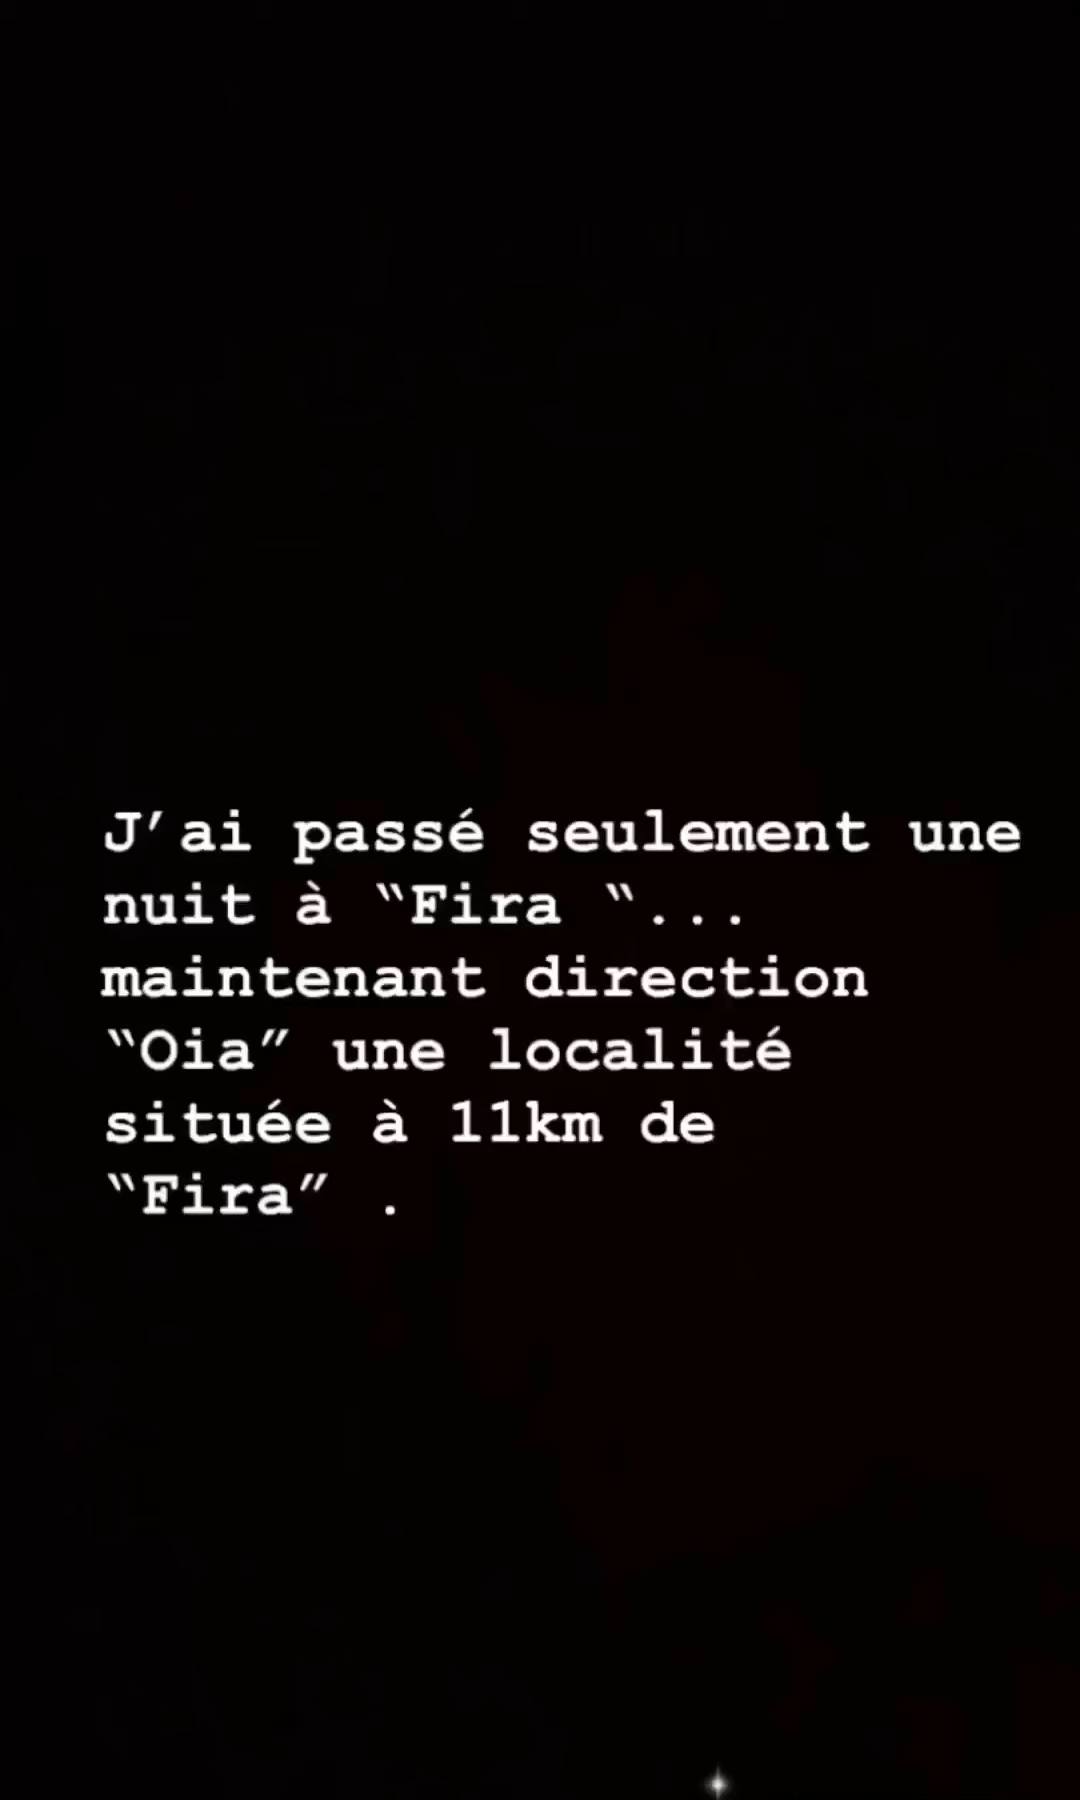 J’ai passé seulement une
nuit à “Fira “...
maintenant direction
“Oia” une localité
située à 11km de
“Fira” .